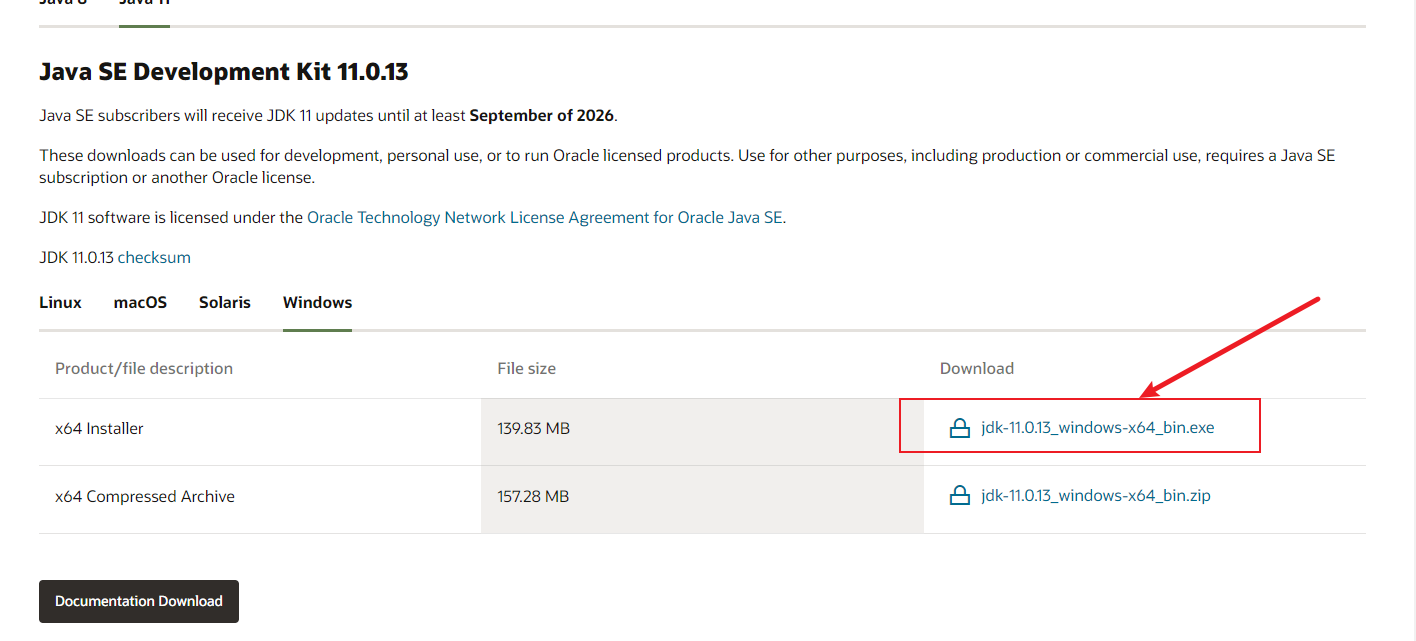 Java 8 Java 11
Java SE Development Kit 11.0.13
Java SE subscribers will receive JDK 11 updates until at least September of 2026.
These downloads can be used for development, personal use, or to run Oracle licensed products. Use for other purposes, including production or commercial use, requires a Java SE
subscription or another Oracle license.
JDK 11 software is licensed under the Oracle Technology Network License Agreement for Oracle Java SE.
JDK 11.0.13 checksum
Linux macOS Solaris Windows
Product/file description File size Download
x64 Installer 139.83 MB jdk-11.0.13_windows-x64_bin.exe
x64 Compressed Archive 157.28 MB jdk-11.0.13_windows-x64_bin.zip
Documentation Download